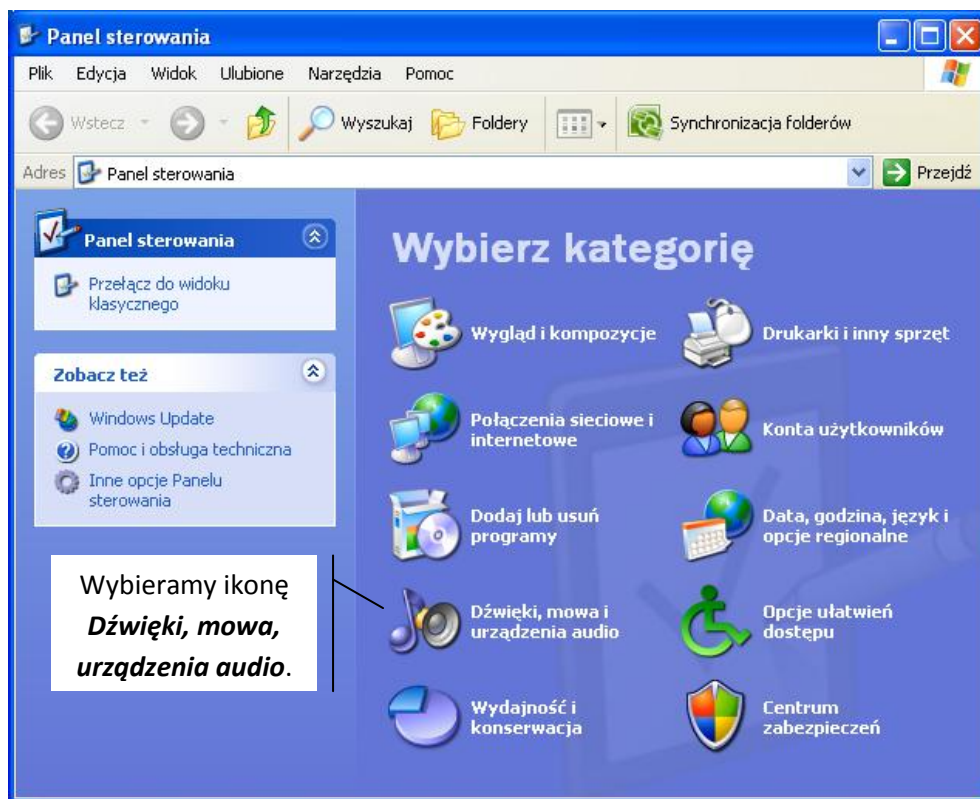 Panel sterowania
Plik Edycja Widok Ulubione Narzędzia Pomoc
Wstecz Wyszukaj Foldery Synchronizacja folderów
Adres Panel sterowania Przejdź
Panel sterowania
Przełącz do widoku
klasycznego
Zobacz też
Windows Update
Pomoc i obsługa techniczna
Inne opcje Panelu
sterowania
Wybieramy ikonę
Dźwięki, mowa,
urządzenia audio.
Wybierz kategorię
Wygląd i kompozycje
Drukarki i inny sprzęt
Połączenia sieciowe i
internetowe
Konta użytkowników
Dodaj lub usuń
programy
Data, godzina, język i
opcje regionalne
Dźwięki, mowa i
urządzenia audio
Opcje ułatwień
dostępu
Wydajność i
konserwacja
Centrum
zabezpieczeń